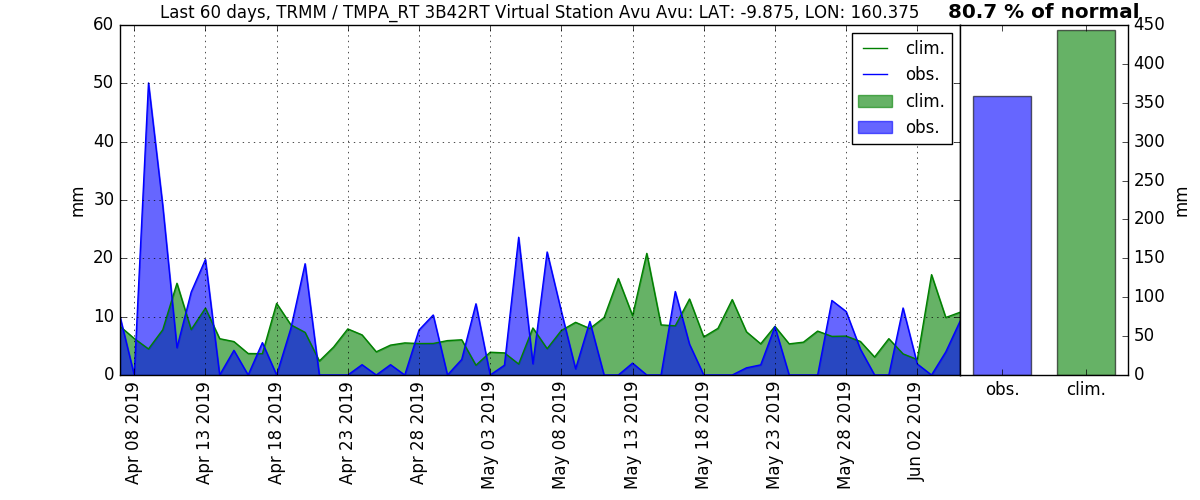 Last 60 days, TRMM / TMPA_RT 3B42RT Virtual Station Avu Avu: LAT: -9.875, LON: 160.375
80.7 % of normal
60
50
40
30
20
10
0
mm
clim.
obs.
clim.
obs.
450
400
350
300
250
200
150
100
50
0
mm
Apr 08 2019
Apr 13 2019
Apr 18 2019
Apr 23 2019
Apr 28 2019
May 03 2019
May 08 2019
May 13 2019
May 18 2019
May 23 2019
May 28 2019
Jun 02 2019
obs.
clim.